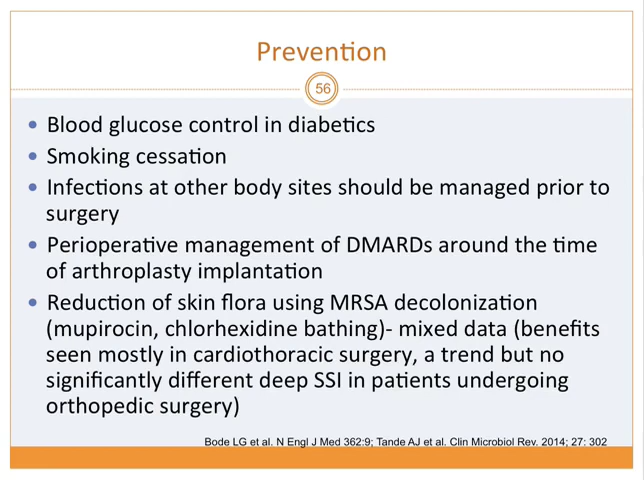 Prevention
56
• Blood glucose control in diabetics
• Smoking cessation
• Infections at other body sites should be managed prior to
surgery
• Perioperative management of DMARDs around the time
of arthroplasty implantation
• Reduction of skin flora using MRSA decolonization
(mupirocin, chlorhexidine bathing)- mixed data (benefits
seen mostly in cardiothoracic surgery, a trend but no
significantly different deep SSI in patients undergoing
orthopedic surgery)
Bode LG et al. N Engl J Med 362:9; Tande AJ et al. Clin Microbiol Rev. 2014; 27: 302